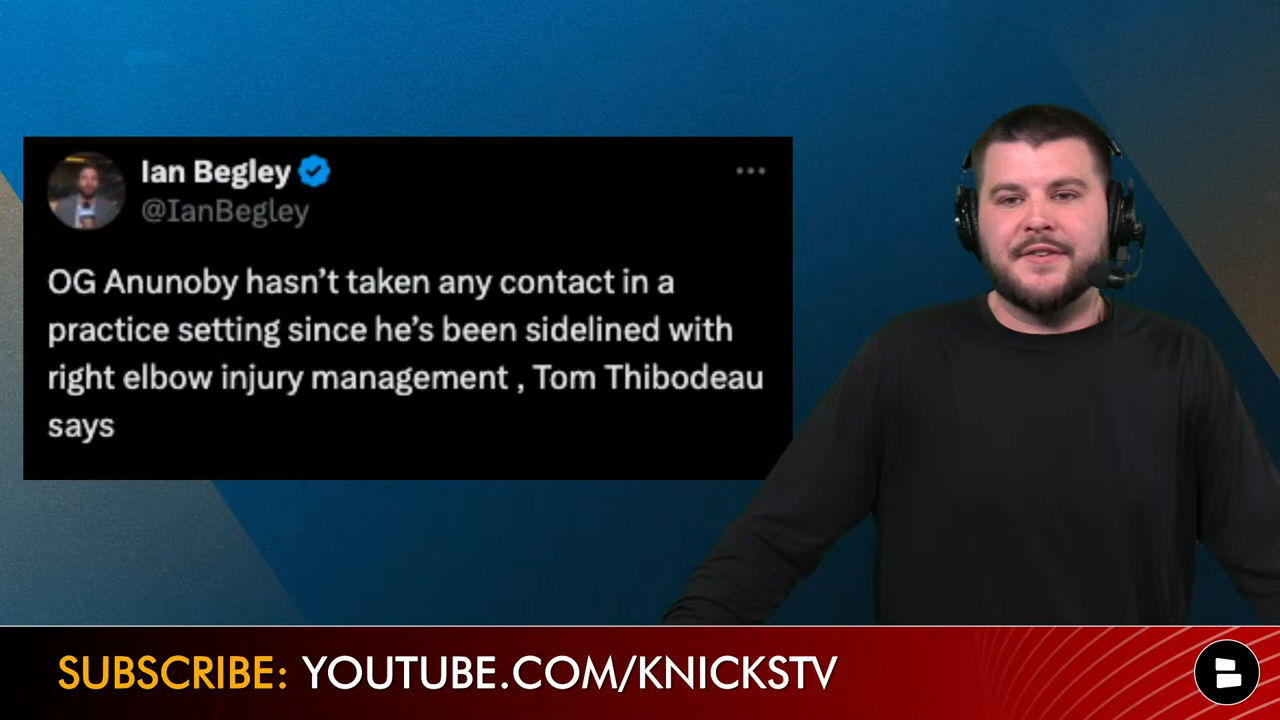 Ian Begley
@IanBegley
OG Anunoby hasn’t taken any contact in a
practice setting since he’s been sidelined with
right elbow injury management , Tom Thibodeau
says
SUBSCRIBE: YOUTUBE.COM/KNICKSTV